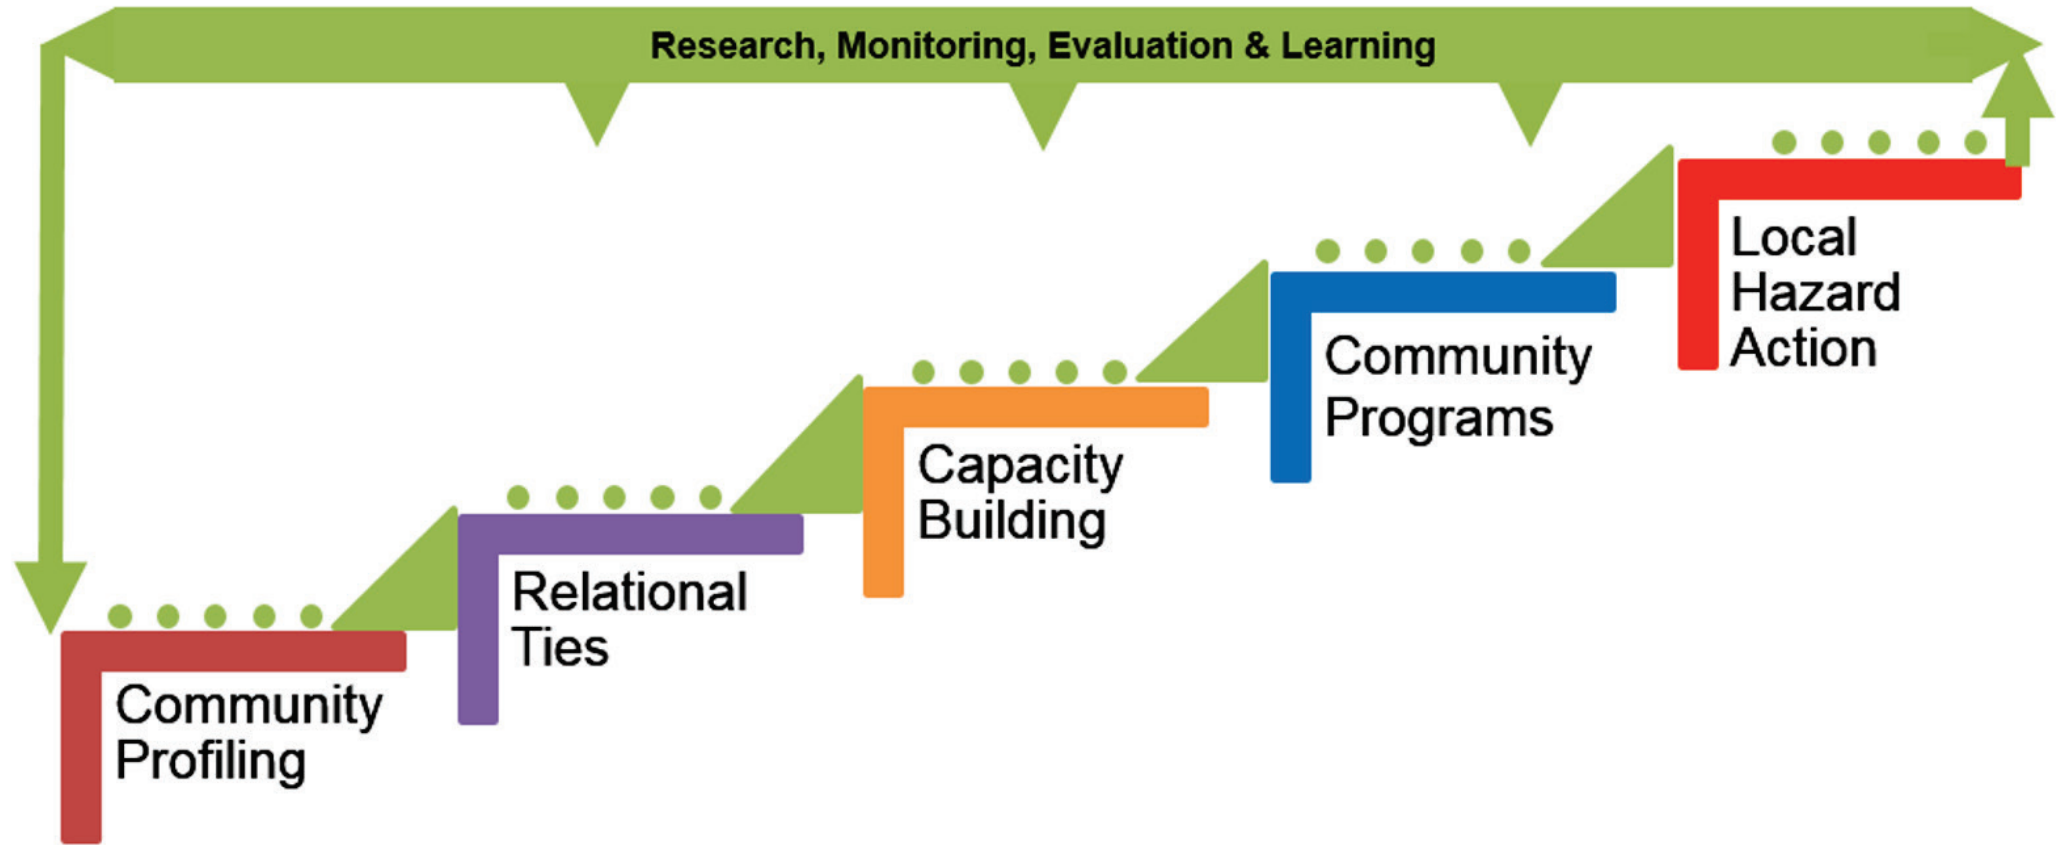 Research, Monitoring, Evaluation & Learning
Local
Hazard
Action
Community
Programs
Capacity
Building
Relational
Ties
Community
Profiling